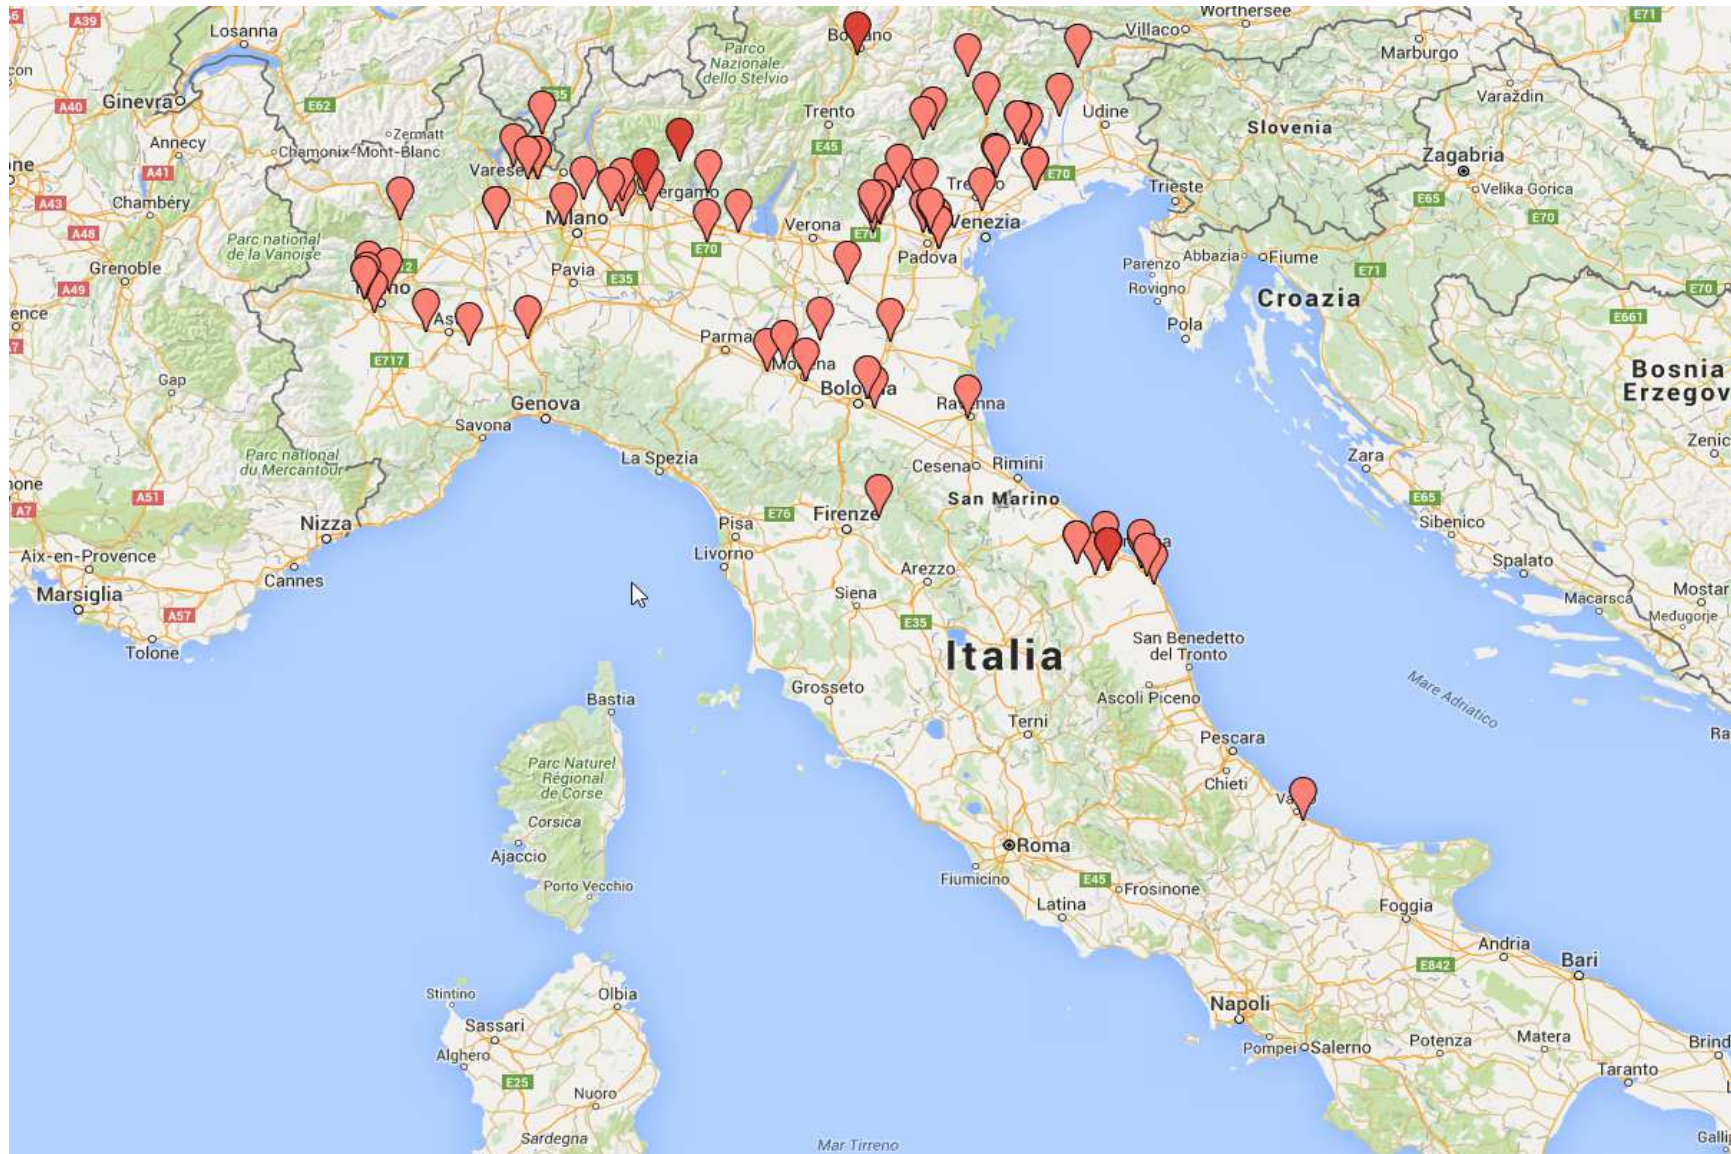 A6
A39
Losanna
Worthersee
E71
Villaco
Marburgo
Parco
Nazionale
dello Stelvio
Ginevra
A40
E62
Trento
Udine
Varaždin
Annecy
Zermatt
Chamonix-Mont-Blanc
E45
Slovenia
A41
Varese
Zagabria
E70
Velika Gorica
A43
Chambéry
Trieste
E65
E70
Milano
Verona
Venezia
A48
Parc national
de la Vanoise
E70
Padova
Grenoble
Pavia
E35
Parenzo
Abbazia
Fiume
E71
Rovigno
E70
A49
Croazia
E661
Pola
Parma
E717
Bosnia
Erzegov
Gap
Genova
Savona
Cesena
Rimini
La Spezia
Parc national
du Mercantour
Zara
Zenic
A51
San Marino
E65
A7
Nizza
E76
Firenze
Pisa
Sibenico
Aix-en-Provence
Livorno
Spalato
Cannes
Arezzo
Marsiglia
Siena
Macarsca
Mostar
A57
E35
Medugorje
Tolone
San Benedetto
del Tronto
Italia
Grosseto
Ascoli Piceno
Mare Adriatico
Bastia
Terni
Pescara
Parc Naturel
Régional
de Corse
Chieti
Corsica
Ajaccio
Roma
Fiumicino
E45
Frosinone
Porto Vecchio
Latina
Foggia
Andria
Bari
E842
Stintino
Olbia
Napoli
Sassari
Alghero
Pompei
Salerno
Potenza
Matera
Brind
Taranto
E25
Nuoro
Sardegna
Mar Tirreno
Galli